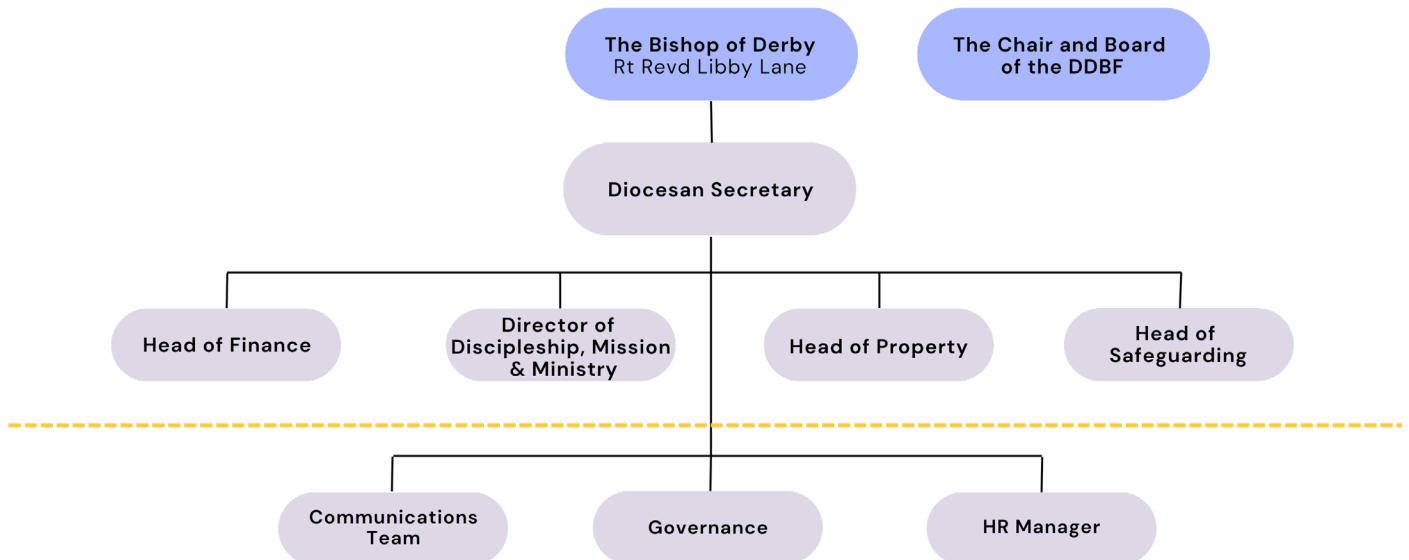 The Bishop of Derby
Rt Revd Libby Lane
The Chair and Board
of the DDBF
Diocesan Secretary
Head of Finance
Director of
Discipleship, Mission
& Ministry
Head of Property
Head of
Safeguarding
Communications
Team
Governance
HR Manager